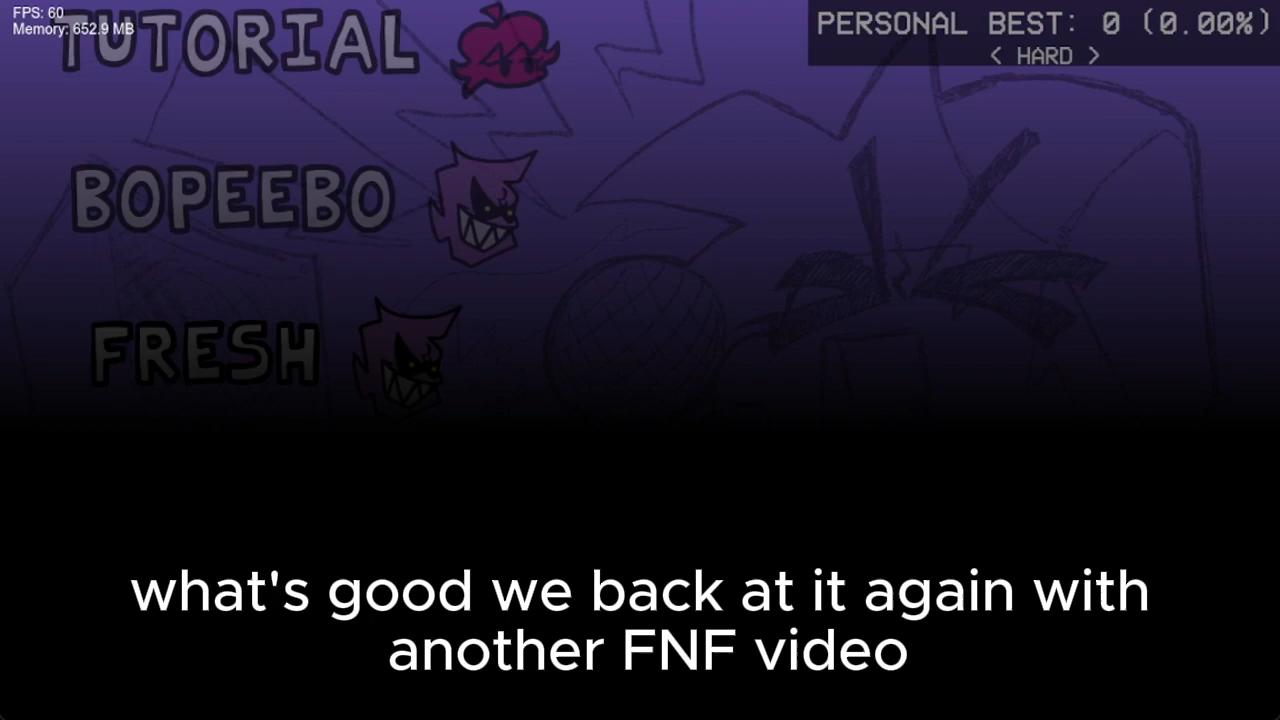 FPS: 60
Memory: 652.9 MB
PERSONAL BEST: 0 (0.00%)
< HARD >
TUTORIAL
BOPEEBO
FRESH
what's good we back at it again with
another FNF video